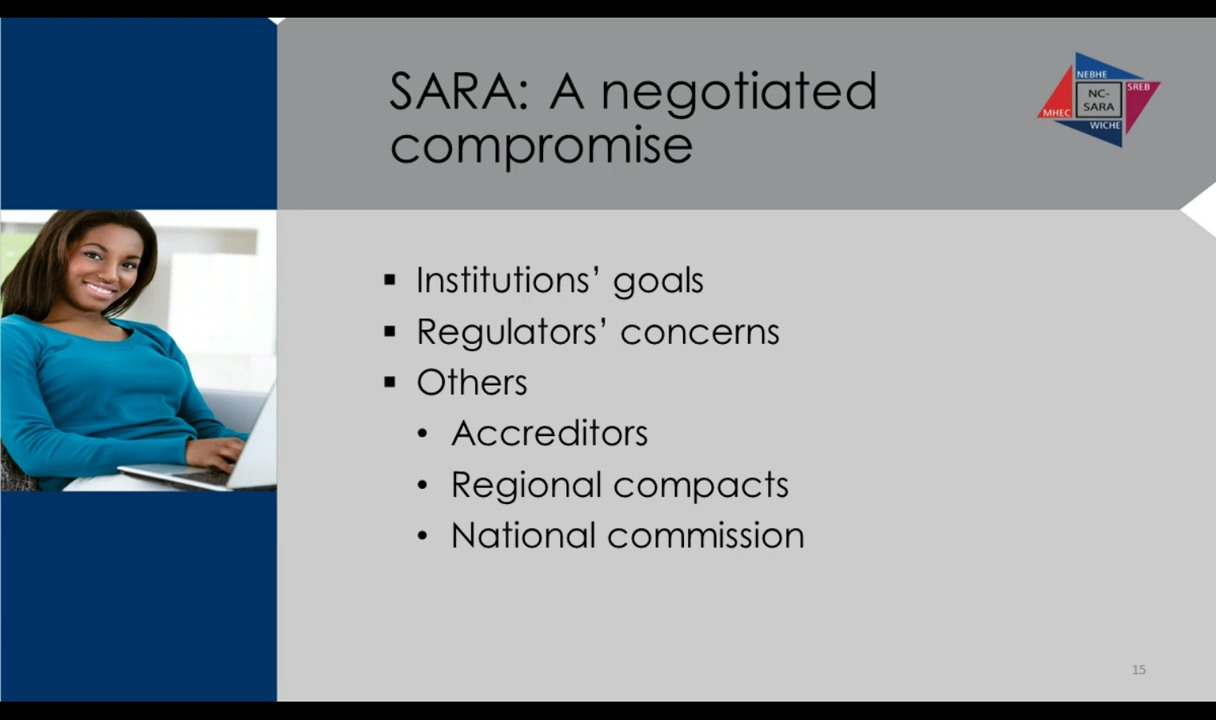 SARA: A negotiated
compromise
NEBHE
SREB
NC-
SARA
MHEC
WICHE
▪ Institutions’ goals
▪ Regulators’ concerns
▪ Others
• Accreditors
• Regional compacts
• National commission
15